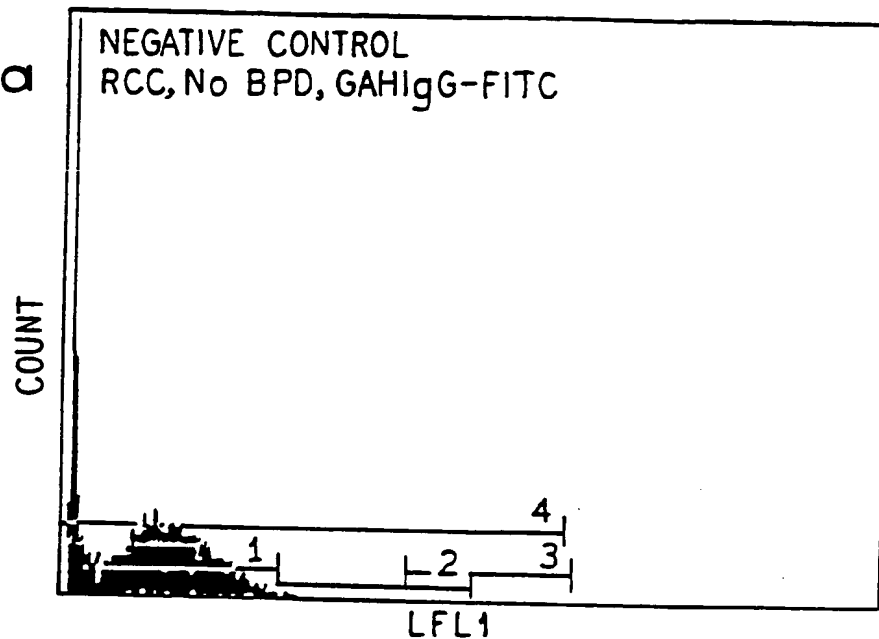 a
NEGATIVE CONTROL
RCC, No BPD, GAHIgG-FITC
COUNT
4
1
2
3
LFL1